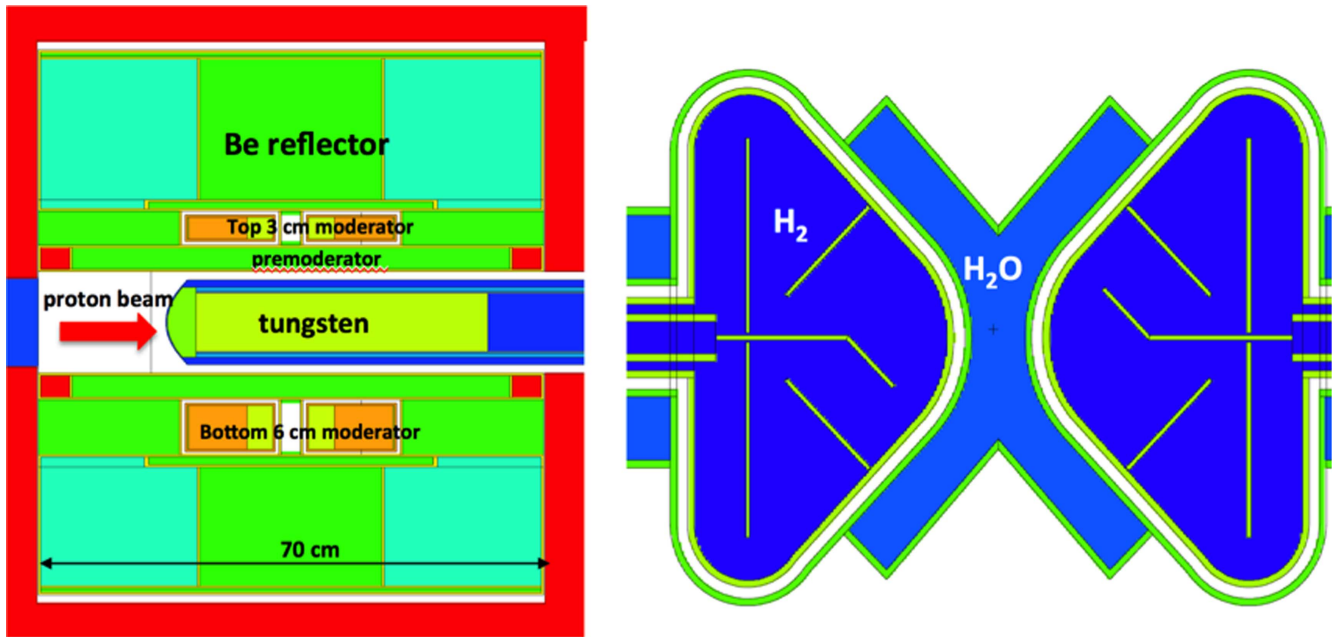 Be reflector
Top 3 cm moderator
premoderator
proton beam
tungsten
Bottom 6 cm moderator
70 cm
H₂
H₂O